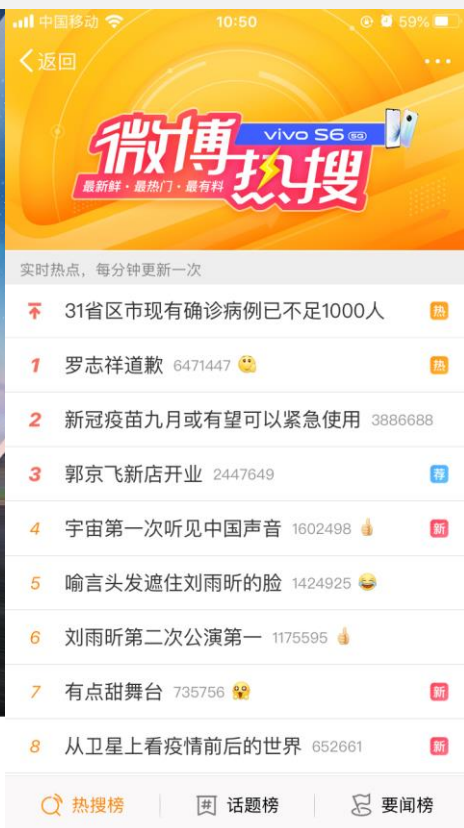 中国移动 10:50 59%
返回
微博热搜
vivo S6 5G
最新鲜·最热门·最有料
实时热点，每分钟更新一次
31省区市现有确诊病例已不足1000人 热
1 罗志祥道歉 6471447 热
2 新冠疫苗九月或有望可以紧急使用 3886688
3 郭京飞新店开业 2447649 荐
4 宇宙第一次听见中国声音 1602498 新
5 喻言头发遮住刘雨昕的脸 1424925
6 刘雨昕第二次公演第一 1175595
7 有点甜舞台 735756 新
8 从卫星上看疫情前后的世界 652661 新
热搜榜 # 话题榜 要闻榜